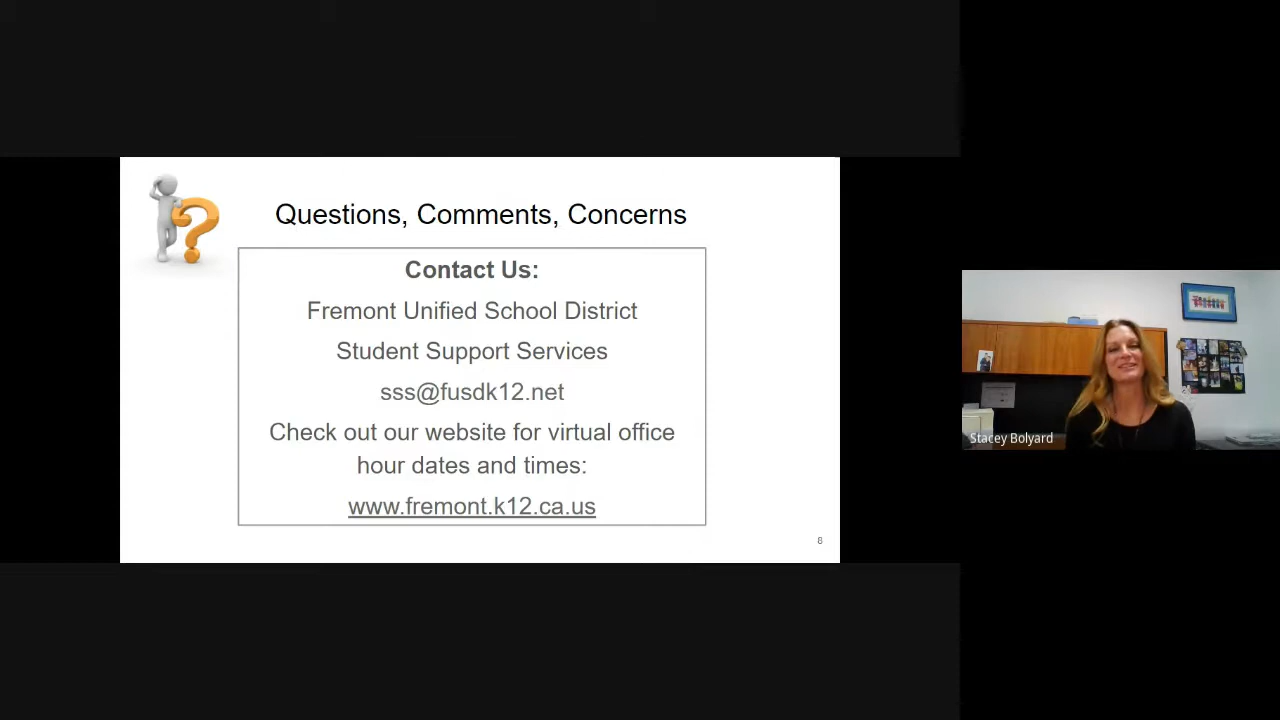 Questions, Comments, Concerns
Contact Us:
Fremont Unified School District
Student Support Services
sss@fusdk12.net
Check out our website for virtual office
hour dates and times:
www.fremont.k12.ca.us
8
Stacey Bolyard